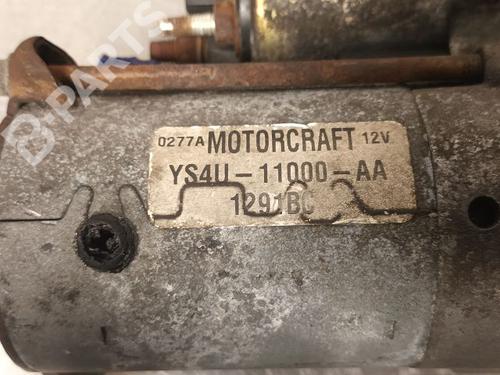 B-PARTS
0277A MOTORCRAFT 12V
YS4U-11000-AA
1291BC